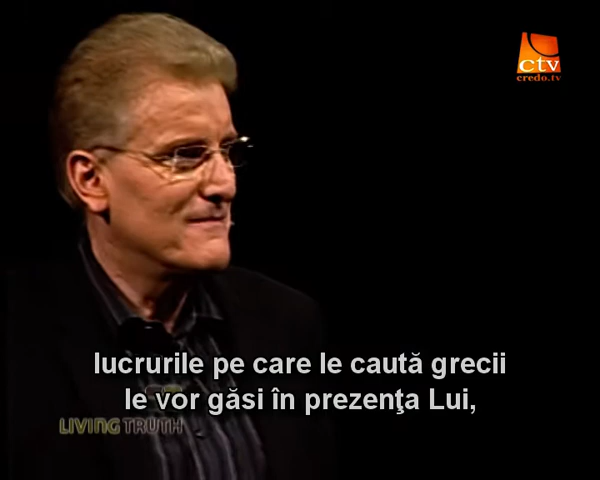 ctv
credo.tv
lucrurile pe care le caută grecii
le vor găsi în prezenţa Lui,
LIVING TRUTH